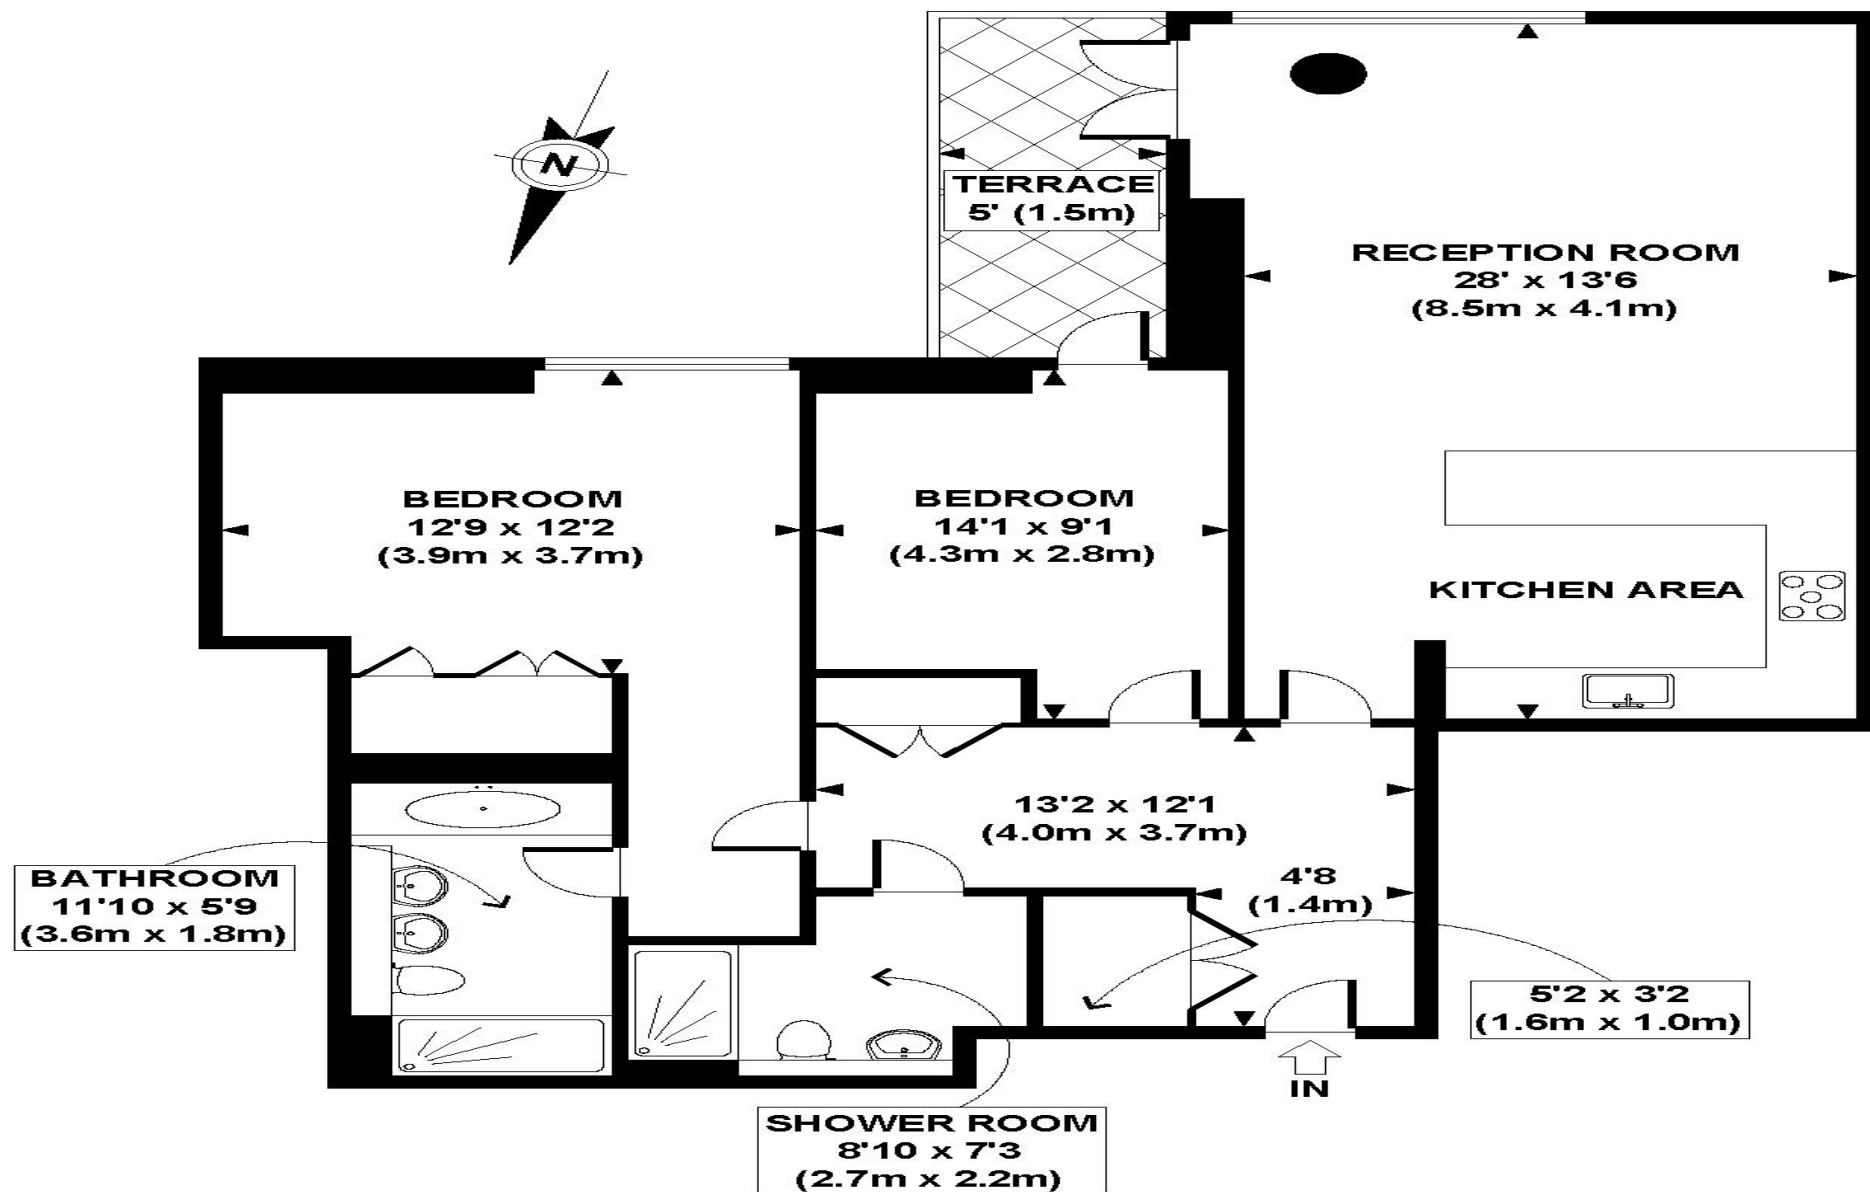 N
TERRACE
5' (1.5m)
RECEPTION ROOM
28' x 13'6
(8.5m x 4.1m)
BEDROOM
12'9 x 12'2
(3.9m x 3.7m)
BEDROOM
14'1 x 9'1
(4.3m x 2.8m)
KITCHEN AREA
13'2 x 12'1
(4.0m x 3.7m)
4'8
(1.4m)
BATHROOM
11'10 x 5'9
(3.6m x 1.8m)
5'2 x 3'2
(1.6m x 1.0m)
IN
SHOWER ROOM
8'10 x 7'3
(2.7m x 2.2m)